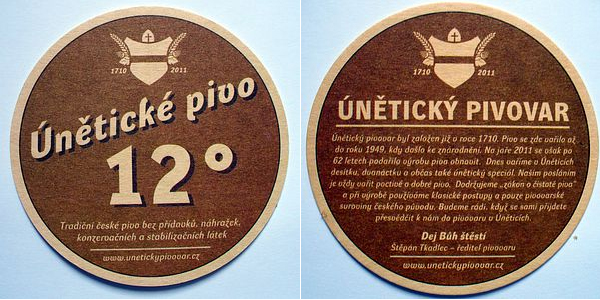 1710 2011
Únětické pivo
12°
Tradiční české pivo bez přídavků, náhražek,
konzervačních a stabilizačních látek
www.unetickypivovar.cz
1710 2011
ÚNĚTICKÝ PIVOVAR
Únětický pivovar byl založen již v roce 1710. Pivo se zde vařilo až
do roku 1949, kdy došlo ke znárodnění. Na jaře 2011 se však po
62 letech podařilo výrobu piva obnovit. Dnes vaříme v Úněticích
desítku, dvanáctku a občas také únětický speciál. Naším posláním
je vždy vařit poctivé a dobré pivo. Dodržujeme „zákon o čistotě piva"
a při výrobě používáme klasické postupy a pouze pivovarské
suroviny českého původu. Budeme rádi, když se sami přijdete
přesvědčit k nám do pivovaru v Úněticích.
Dej Bůh štěstí
Štěpán Tkadlec – ředitel pivovaru
www.unetickypivovar.cz